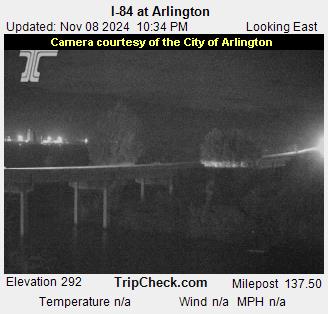 I-84 at Arlington
Updated: Nov 08 2024 10:34 PM Looking East
Camera courtesy of the City of Arlington
Elevation 292 TripCheck.com Milepost 137.50
Temperature n/a Wind n/a MPH n/a